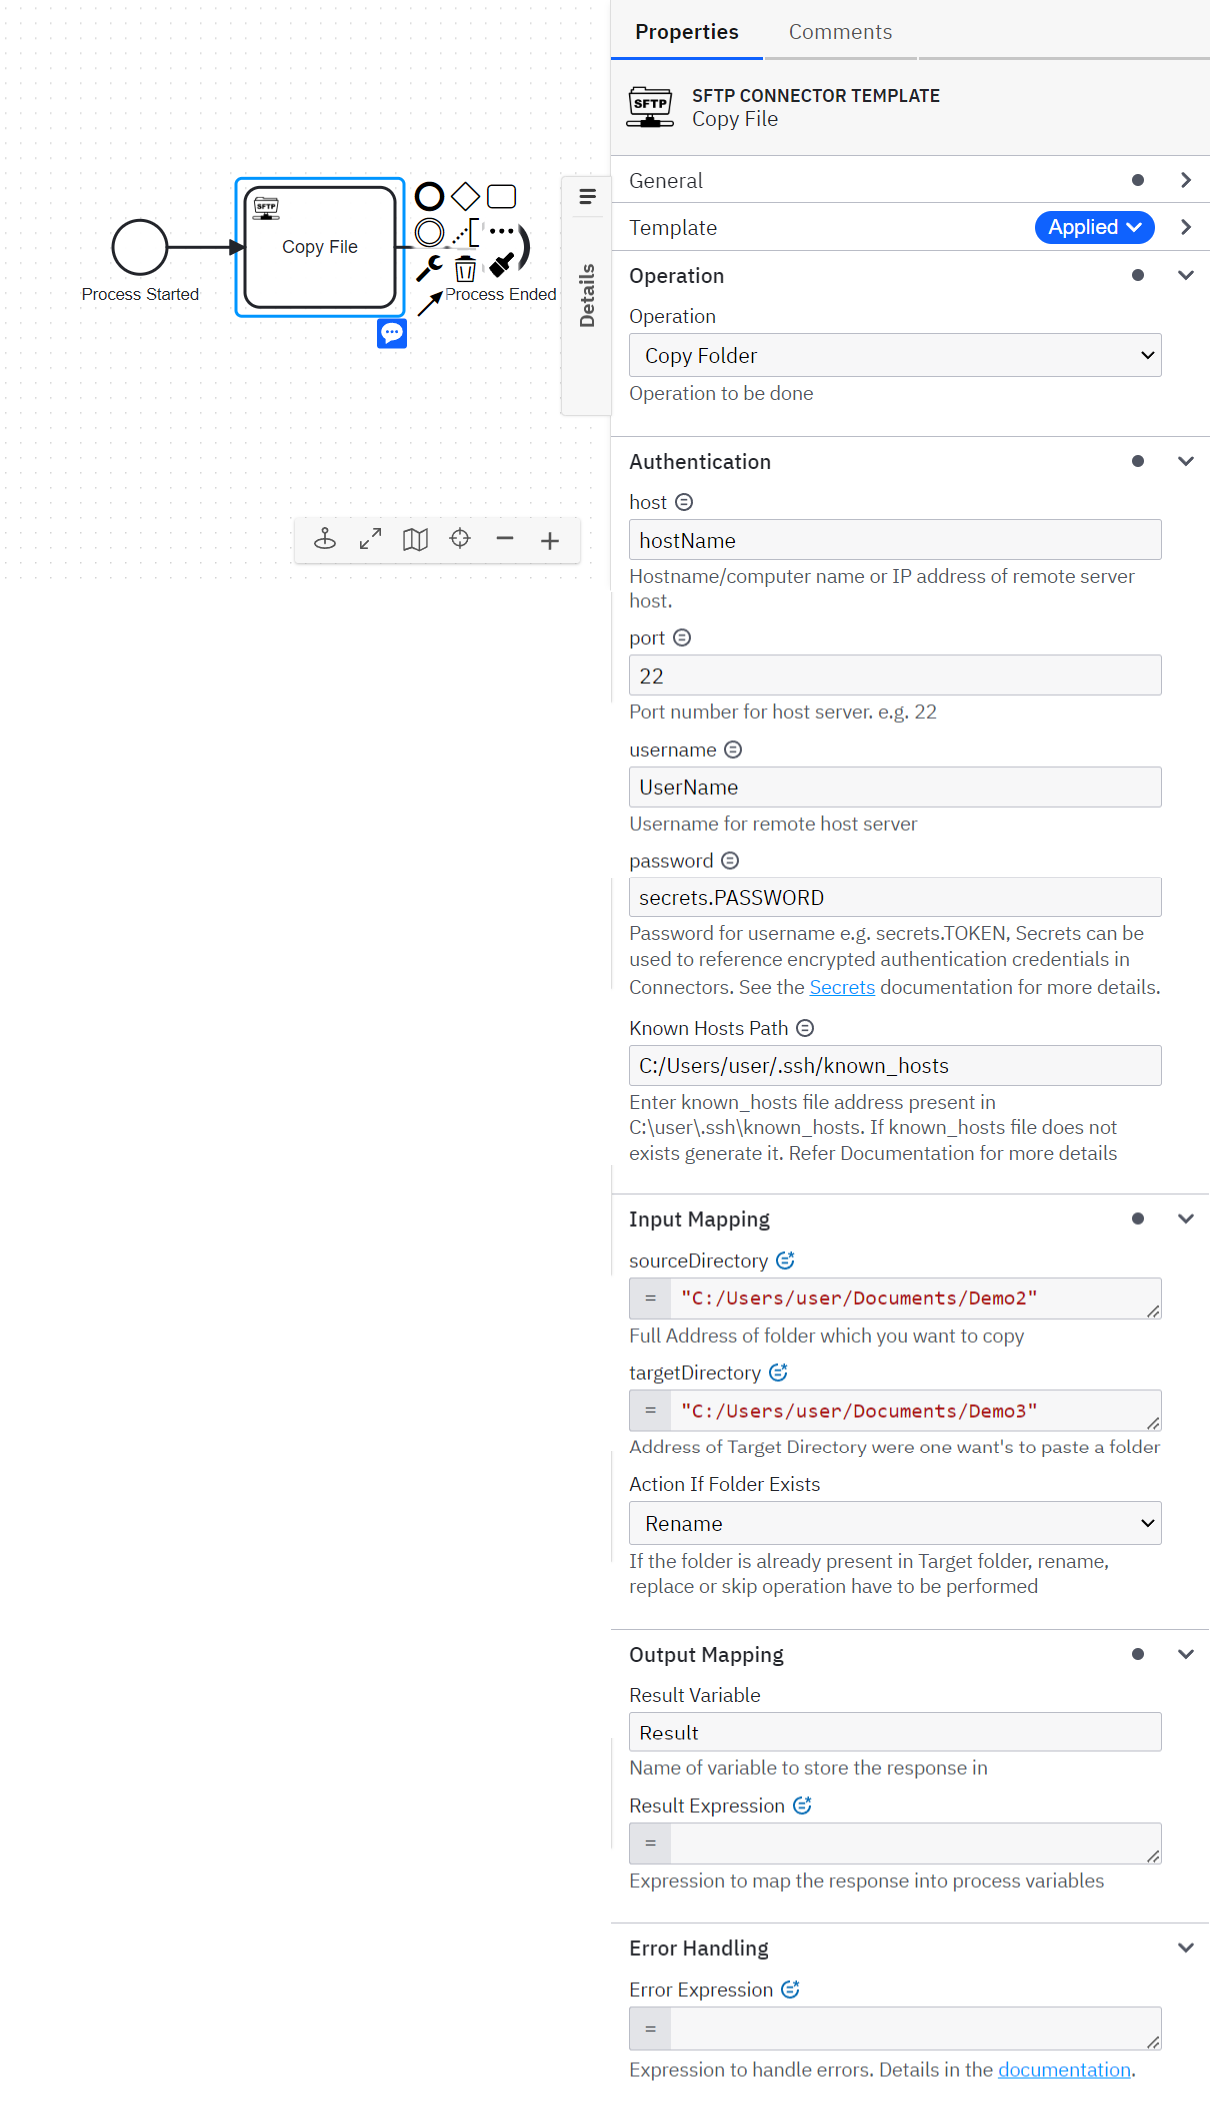 Properties
Comments
SFTP
SFTP CONNECTOR TEMPLATE
Copy File
General
Template
Applied
SFTP
Copy File
Process Started
Process Ended
Details
Operation
Operation
Copy Folder
Operation to be done
Authentication
host
hostName
Hostname/computer name or IP address of remote server
host.
port
22
Port number for host server. e.g. 22
username
UserName
Username for remote host server
password
secrets.PASSWORD
Password for username e.g. secrets.TOKEN, Secrets can be
used to reference encrypted authentication credentials in
Connectors. See the Secrets documentation for more details.
Known Hosts Path
C:/Users/user/.ssh/known_hosts
Enter known_hosts file address present in
C:\user\.ssh\known_hosts. If known_hosts file does not
exists generate it. Refer Documentation for more details
Input Mapping
sourceDirectory
= "C:/Users/user/Documents/Demo2"
Full Address of folder which you want to copy
targetDirectory
= "C:/Users/user/Documents/Demo3"
Address of Target Directory were one want's to paste a folder
Action If Folder Exists
Rename
If the folder is already present in Target folder, rename,
replace or skip operation have to be performed
Output Mapping
Result Variable
Result
Name of variable to store the response in
Result Expression
=
Expression to map the response into process variables
Error Handling
Error Expression
=
Expression to handle errors. Details in the documentation.